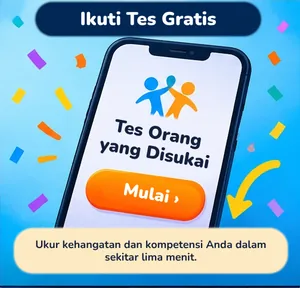 Ikuti Tes Gratis
Tes Orang
yang Disukai
Mulai ›
Ukur kehangatan dan kompetensi Anda dalam
sekitar lima menit.